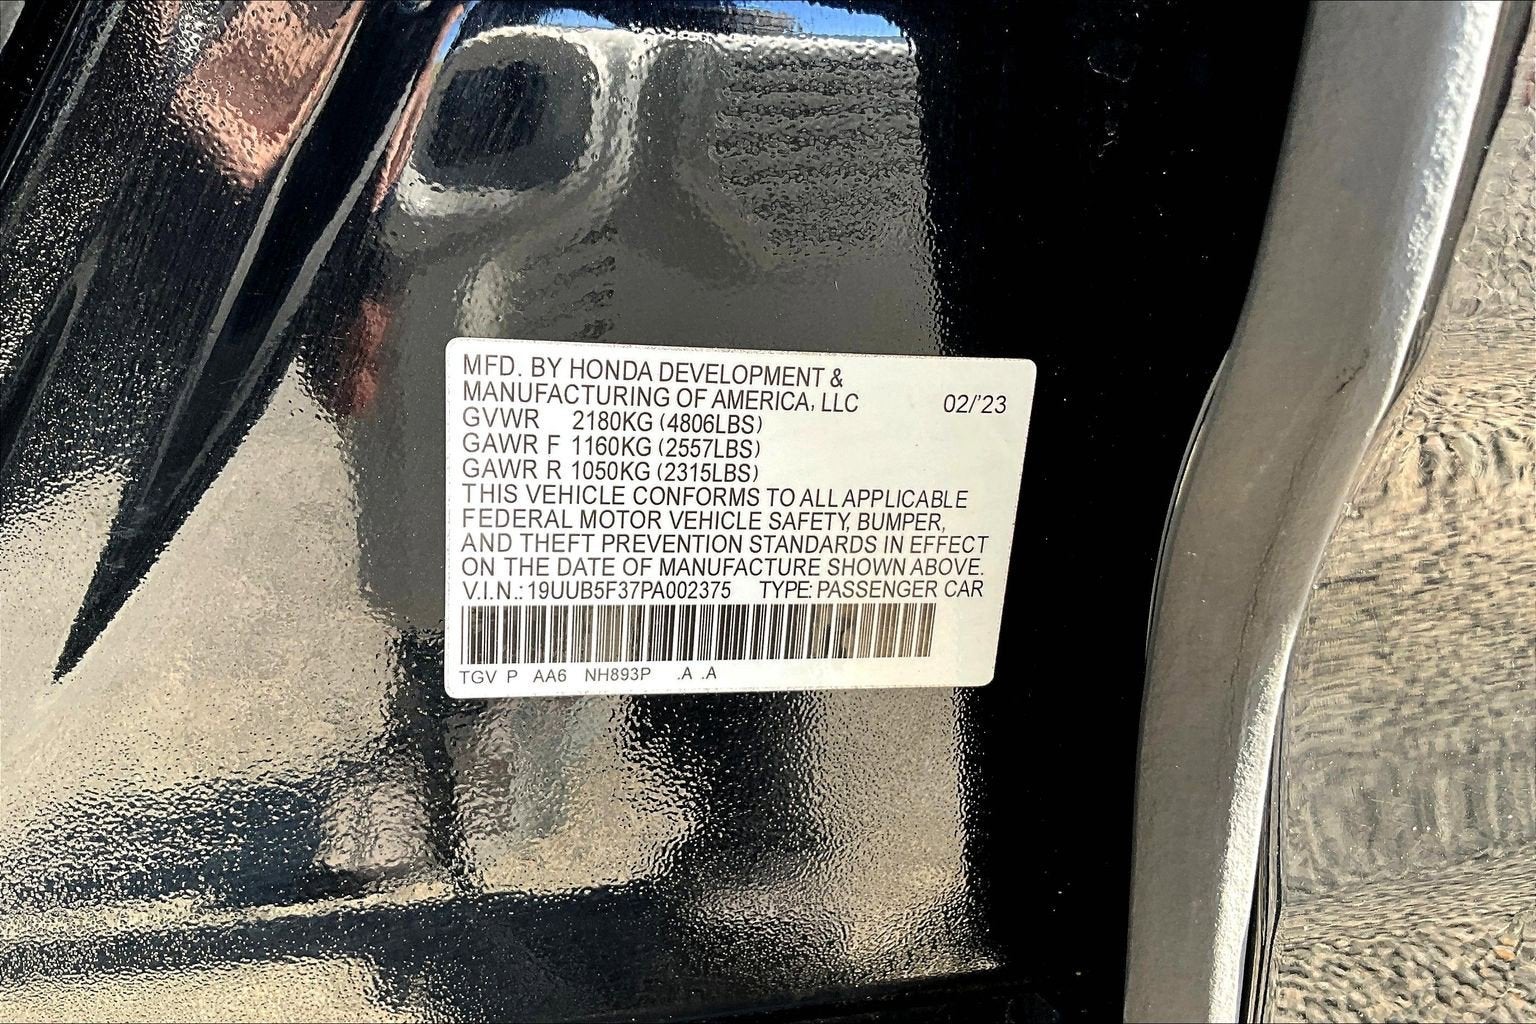 MFD. BY HONDA DEVELOPMENT &
MANUFACTURING OF AMERICA, LLC 02/'23
GVWR 2180KG (4806LBS)
GAWR F 1160KG (2557LBS)
GAWR R 1050KG (2315LBS)
THIS VEHICLE CONFORMS TO ALL APPLICABLE
FEDERAL MOTOR VEHICLE SAFETY, BUMPER,
AND THEFT PREVENTION STANDARDS IN EFFECT
ON THE DATE OF MANUFACTURE SHOWN ABOVE.
V.I.N.: 19UUB5F37PA002375 TYPE: PASSENGER CAR
TGV P AA6 NH893P .A .A